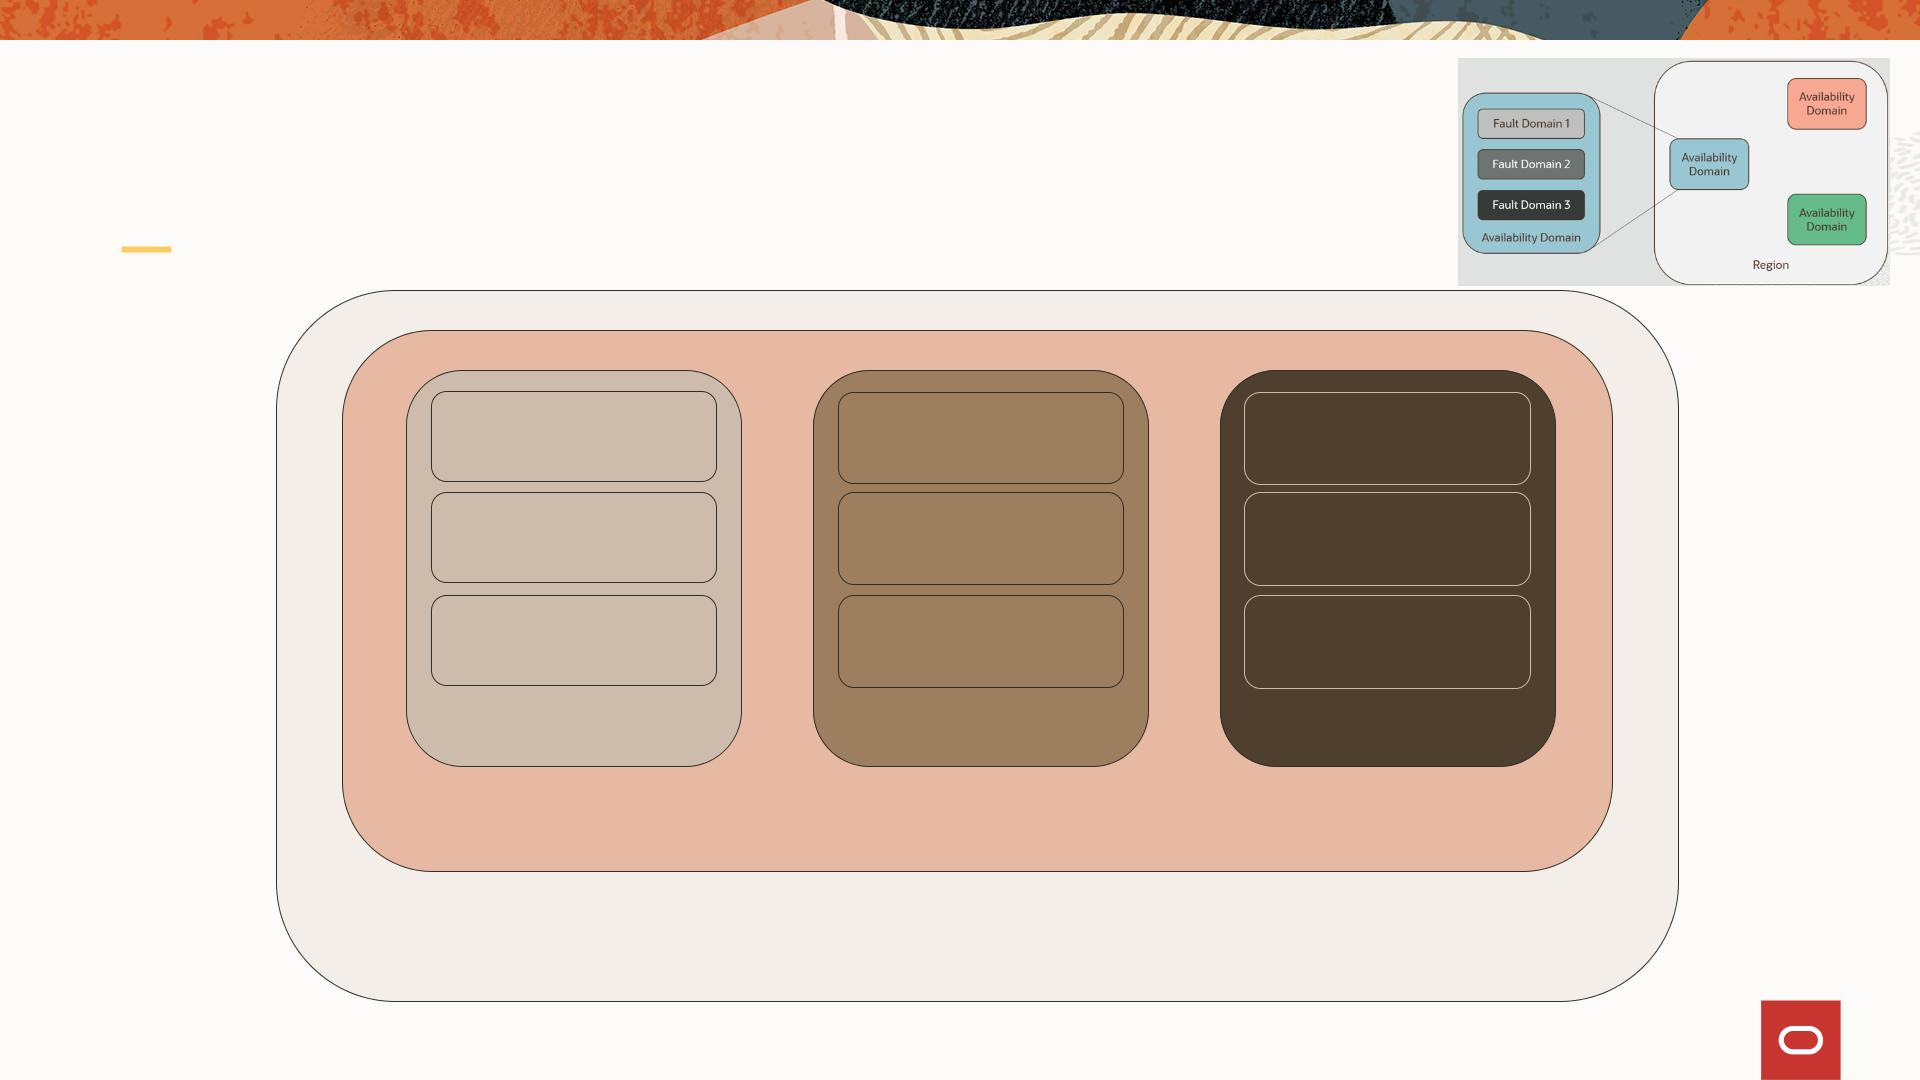 Fault Domain 1
Fault Domain 2
Fault Domain 3
Availability Domain
Availability
Domain
Availability
Domain
Availability
Domain
Region